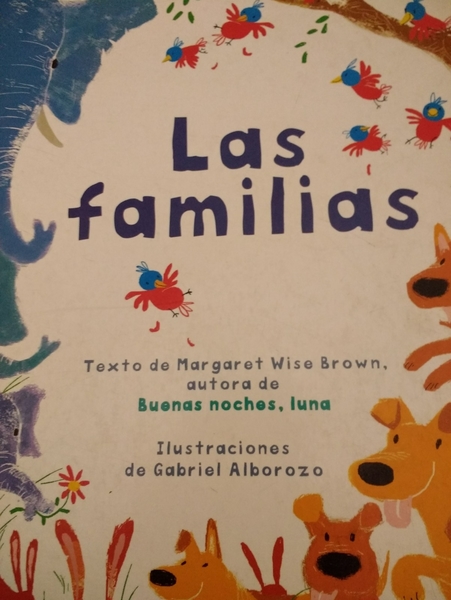 Las
familias
Texto de Margaret Wise Brown,
autora de
Buenas noches, luna
Ilustraciones
de Gabriel Alborozo